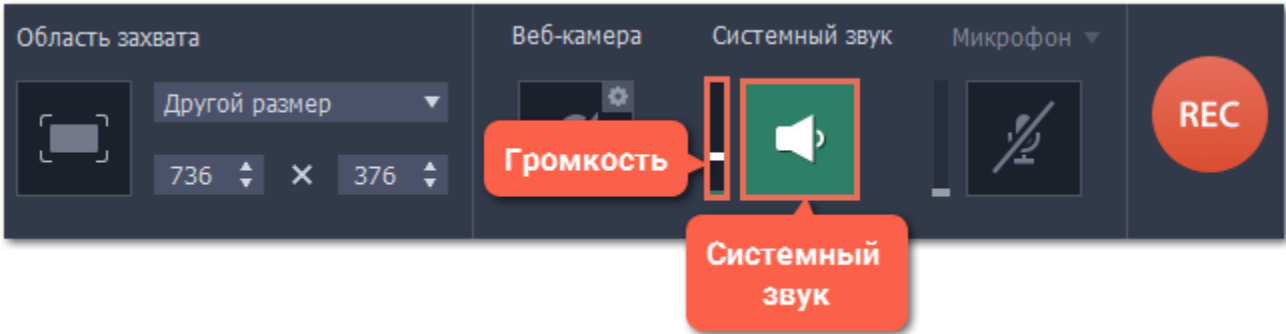 Область захвата
Веб-камера
Системный звук
Микрофон
Другой размер
736 × 376
REC
Громкость
Системный
звук